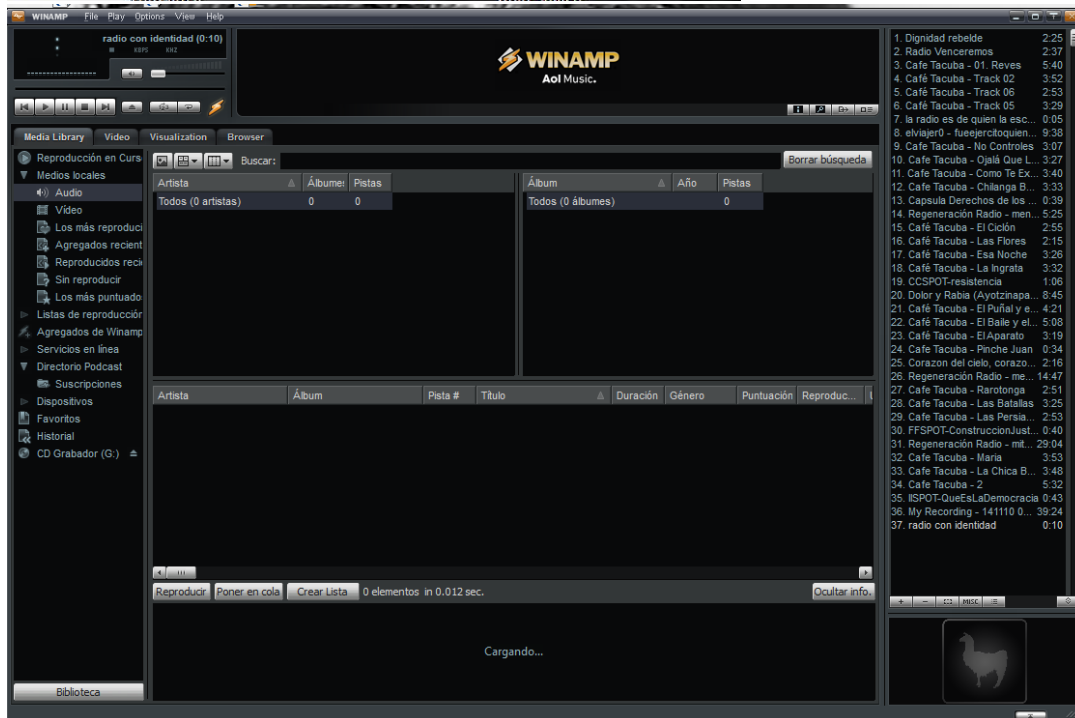 WINAMP File Play Options View Help
radio con identidad (0:10)
KBPS KHZ
WINAMP
Aol Music.
Media Library Video Visualization Browser
Reproducción en Curs
Medios locales
Audio
Vídeo
Los más reproduci
Agregados recient
Reproducidos reci
Sin reproducir
Los más puntuado
Listas de reproducción
Agregados de Winamp
Servicios en línea
Directorio Podcast
Suscripciones
Dispositivos
Favoritos
Historial
CD Grabador (G:)
Biblioteca
Buscar: Borrar búsqueda
Artista Álbumes Pistas
Todos (0 artistas) 0 0
Álbum Año Pistas
Todos (0 álbumes) 0
Artista Álbum Pista # Título Duración Género Puntuación Reproduc...
Reproducir Poner en cola Crear Lista 0 elementos in 0.012 sec. Ocultar info.
Cargando...
1. Dignidad rebelde 2:25
2. Radio Venceremos 2:37
3. Cafe Tacuba - 01. Reves 5:40
4. Café Tacuba - Track 02 3:52
5. Café Tacuba - Track 06 2:53
6. Café Tacuba - Track 05 3:29
7. la radio es de quien la esc... 0:05
8. elviajer0 - fueejercitoquien... 9:38
9. Cafe Tacuba - No Controles 3:07
10. Cafe Tacuba - Ojalá Que L... 3:27
11. Cafe Tacuba - Como Te Ex... 3:40
12. Cafe Tacuba - Chilanga B... 3:33
13. Capsula Derechos de los ... 0:39
14. Regeneración Radio - men... 5:25
15. Café Tacuba - El Ciclón 2:55
16. Café Tacuba - Las Flores 2:15
17. Café Tacuba - Esa Noche 3:26
18. Café Tacuba - La Ingrata 3:32
19. CCSPOT-resistencia 1:06
20. Dolor y Rabia (Ayotzinapa... 8:45
21. Café Tacuba - El Puñal y e... 4:21
22. Café Tacuba - El Baile y el... 5:08
23. Café Tacuba - El Aparato 3:19
24. Café Tacuba - Pinche Juan 0:34
25. Corazon del cielo, corazo... 2:16
26. Regeneración Radio - me... 14:47
27. Cafe Tacuba - Rarotonga 2:51
28. Cafe Tacuba - Las Batallas 3:25
29. Cafe Tacuba - Las Persia... 2:53
30. FFSPOT-ConstruccionJust... 0:40
31. Regeneración Radio - mit... 29:04
32. Cafe Tacuba - Maria 3:53
33. Cafe Tacuba - La Chica B... 3:48
34. Cafe Tacuba - 2 5:32
35. IISPOT-QueEsLaDemocracia 0:43
36. My Recording - 141110 0... 39:24
37. radio con identidad 0:10
MISC